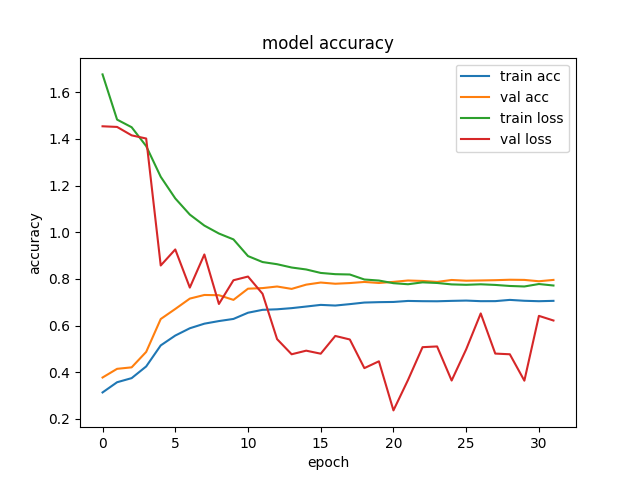 model accuracy
train acc
val acc
train loss
val loss
accuracy
1.6
1.4
1.2
1.0
0.8
0.6
0.4
0.2
0 5 10 15 20 25 30
epoch